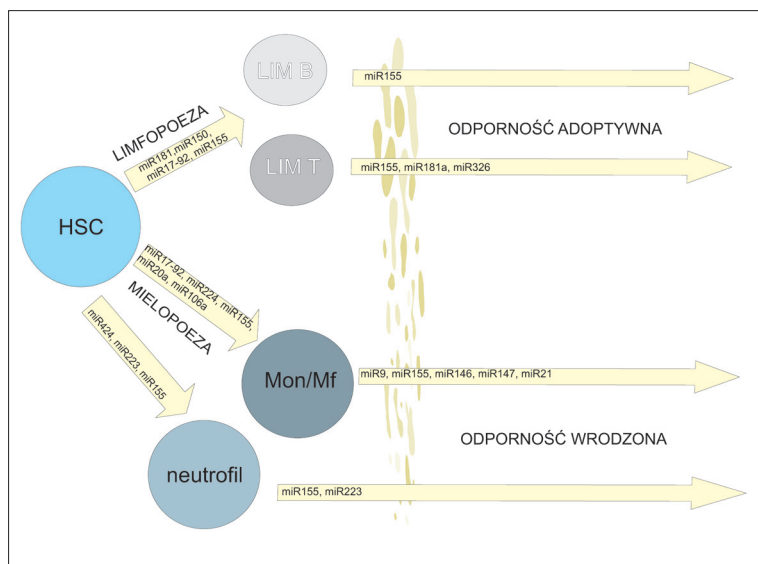 LIM B
miR155
LIMFOPOEZA
miR181,miR150,
miR17-92, miR155
ODPORNOŚĆ ADOPTYWNA
LIM T
miR155, miR181a, miR326
HSC
miR17-92, miR224, miR155,
miR20a, miR106a
MIELOPOEZA
miR424, miR223,
miR155
Mon/Mf
miR9, miR155, miR146, miR147, miR21
ODPORNOŚĆ WRODZONA
neutrofil
miR155, miR223